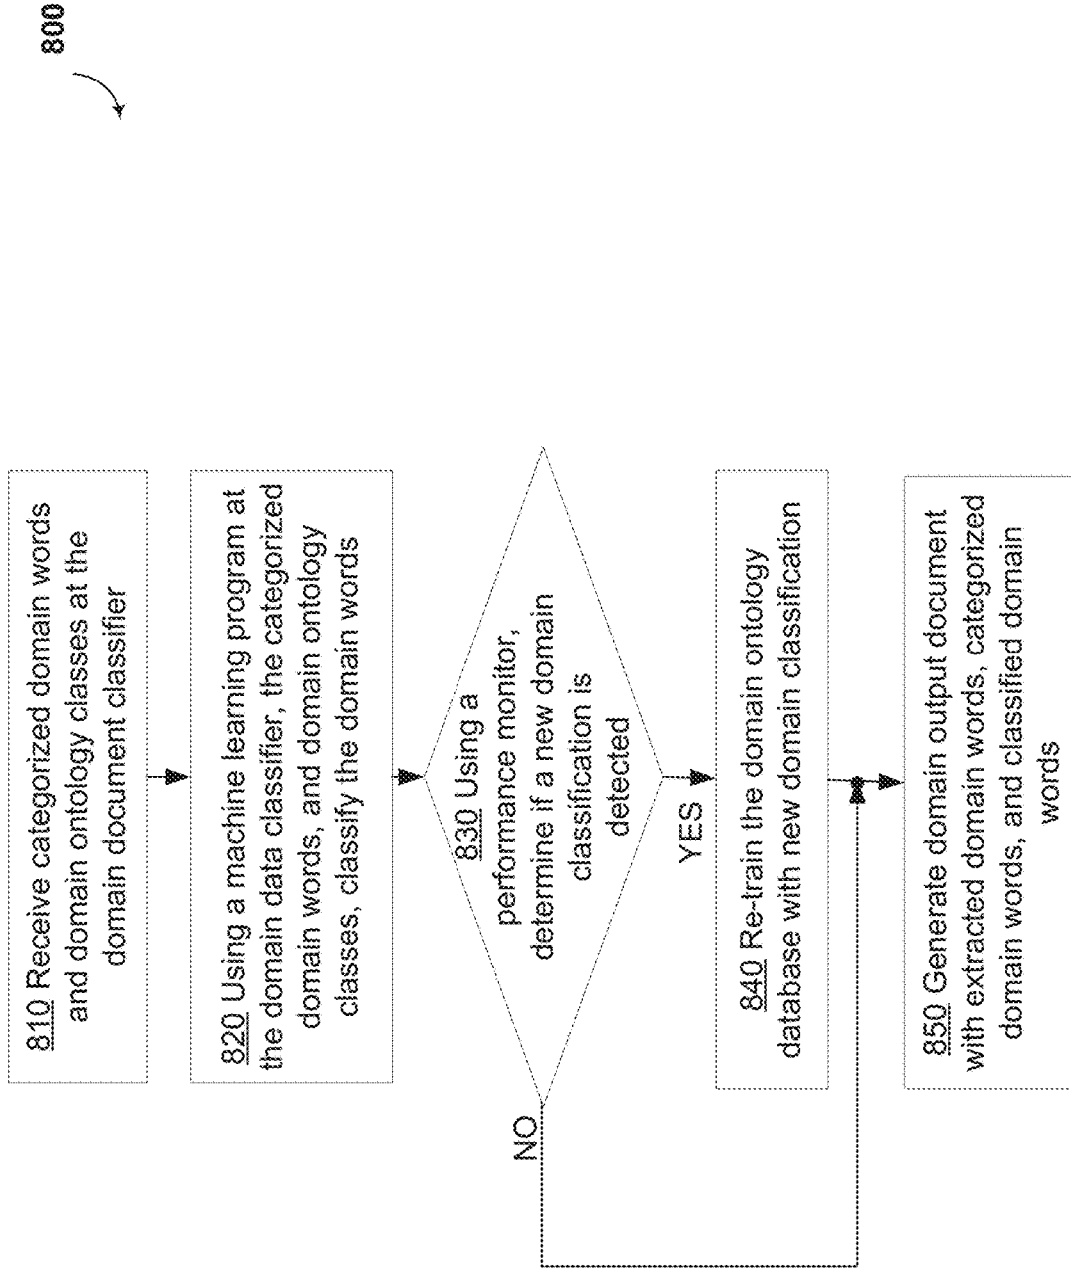 800
810 Receive categorized domain words
and domain ontology classes at the
domain document classifier
820 Using a machine learning program at
the domain data classifier, the categorized
domain words, and domain ontology
classes, classify the domain words
830 Using a
performance monitor,
determine if a new domain
classification is
detected
NO
YES
840 Re-train the domain ontology
database with new domain classification
850 Generate domain output document
with extracted domain words, categorized
domain words, and classified domain
words